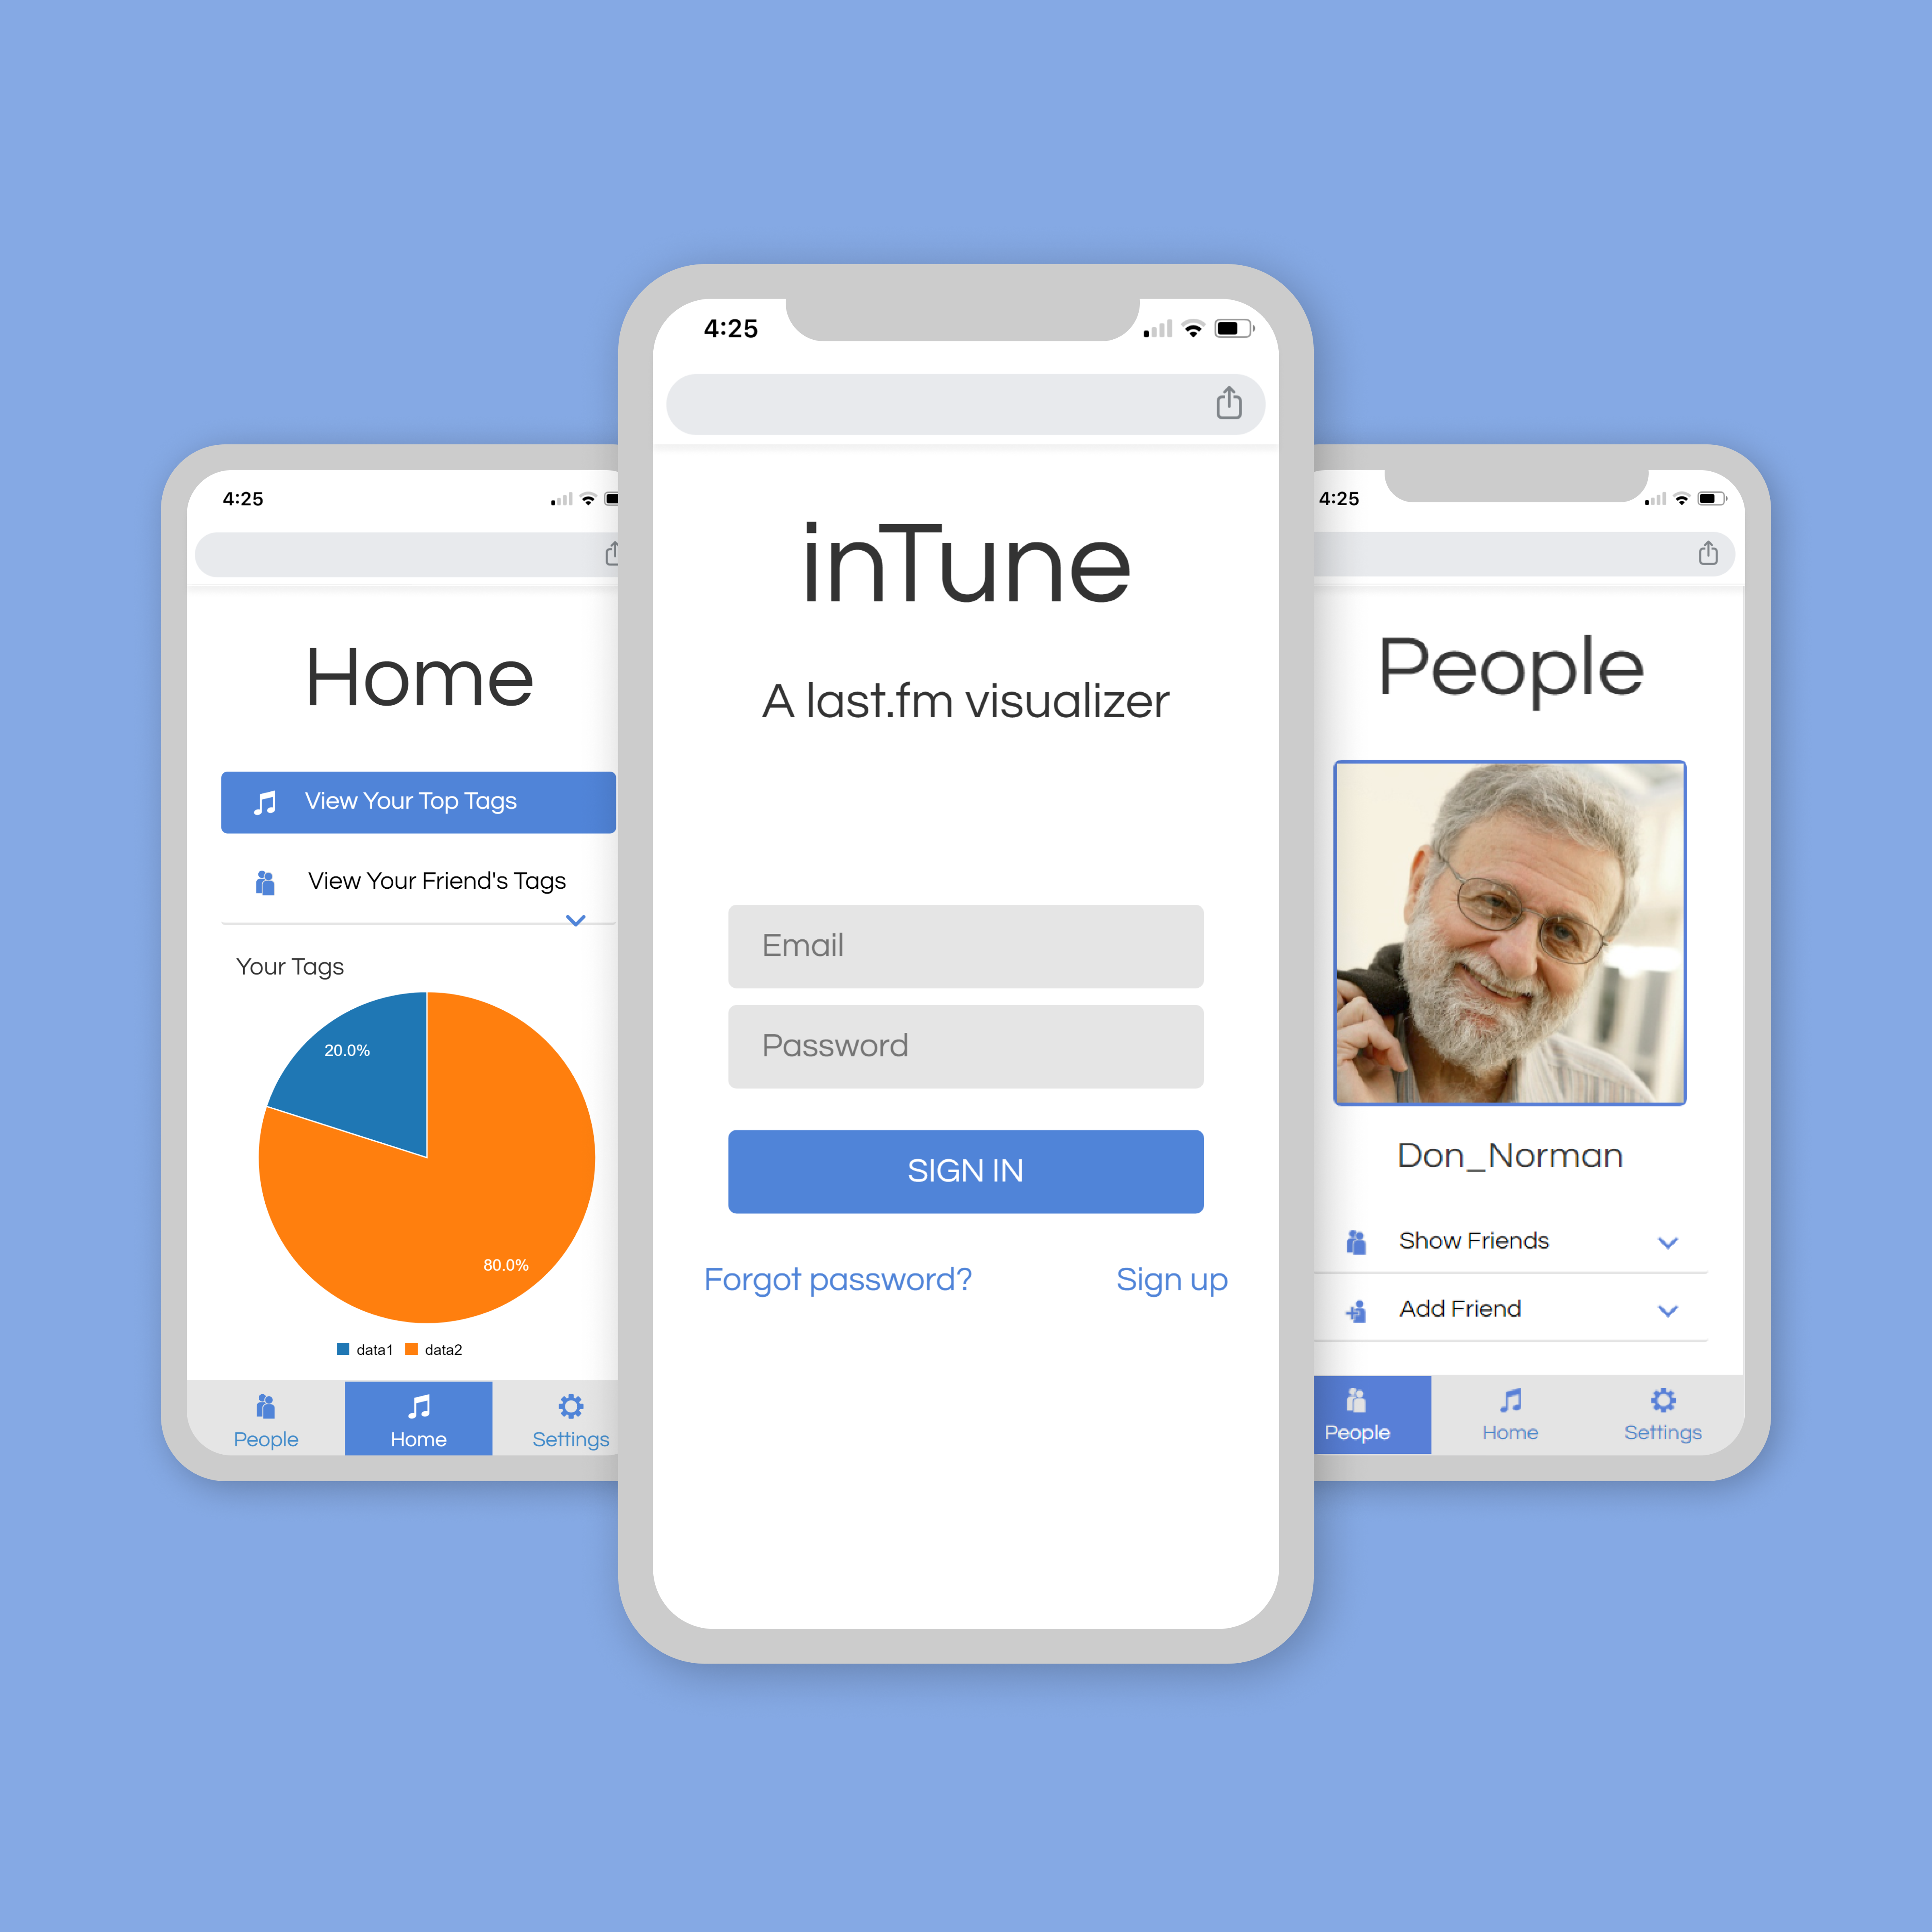 4:25
Home
View Your Top Tags
View Your Friend's Tags
Your Tags
20.0%
80.0%
data1 data2
People Home Settings
4:25
inTune
A last.fm visualizer
Email
Password
SIGN IN
Forgot password? Sign up
4:25
People
Don_Norman
Show Friends
Add Friend
People Home Settings